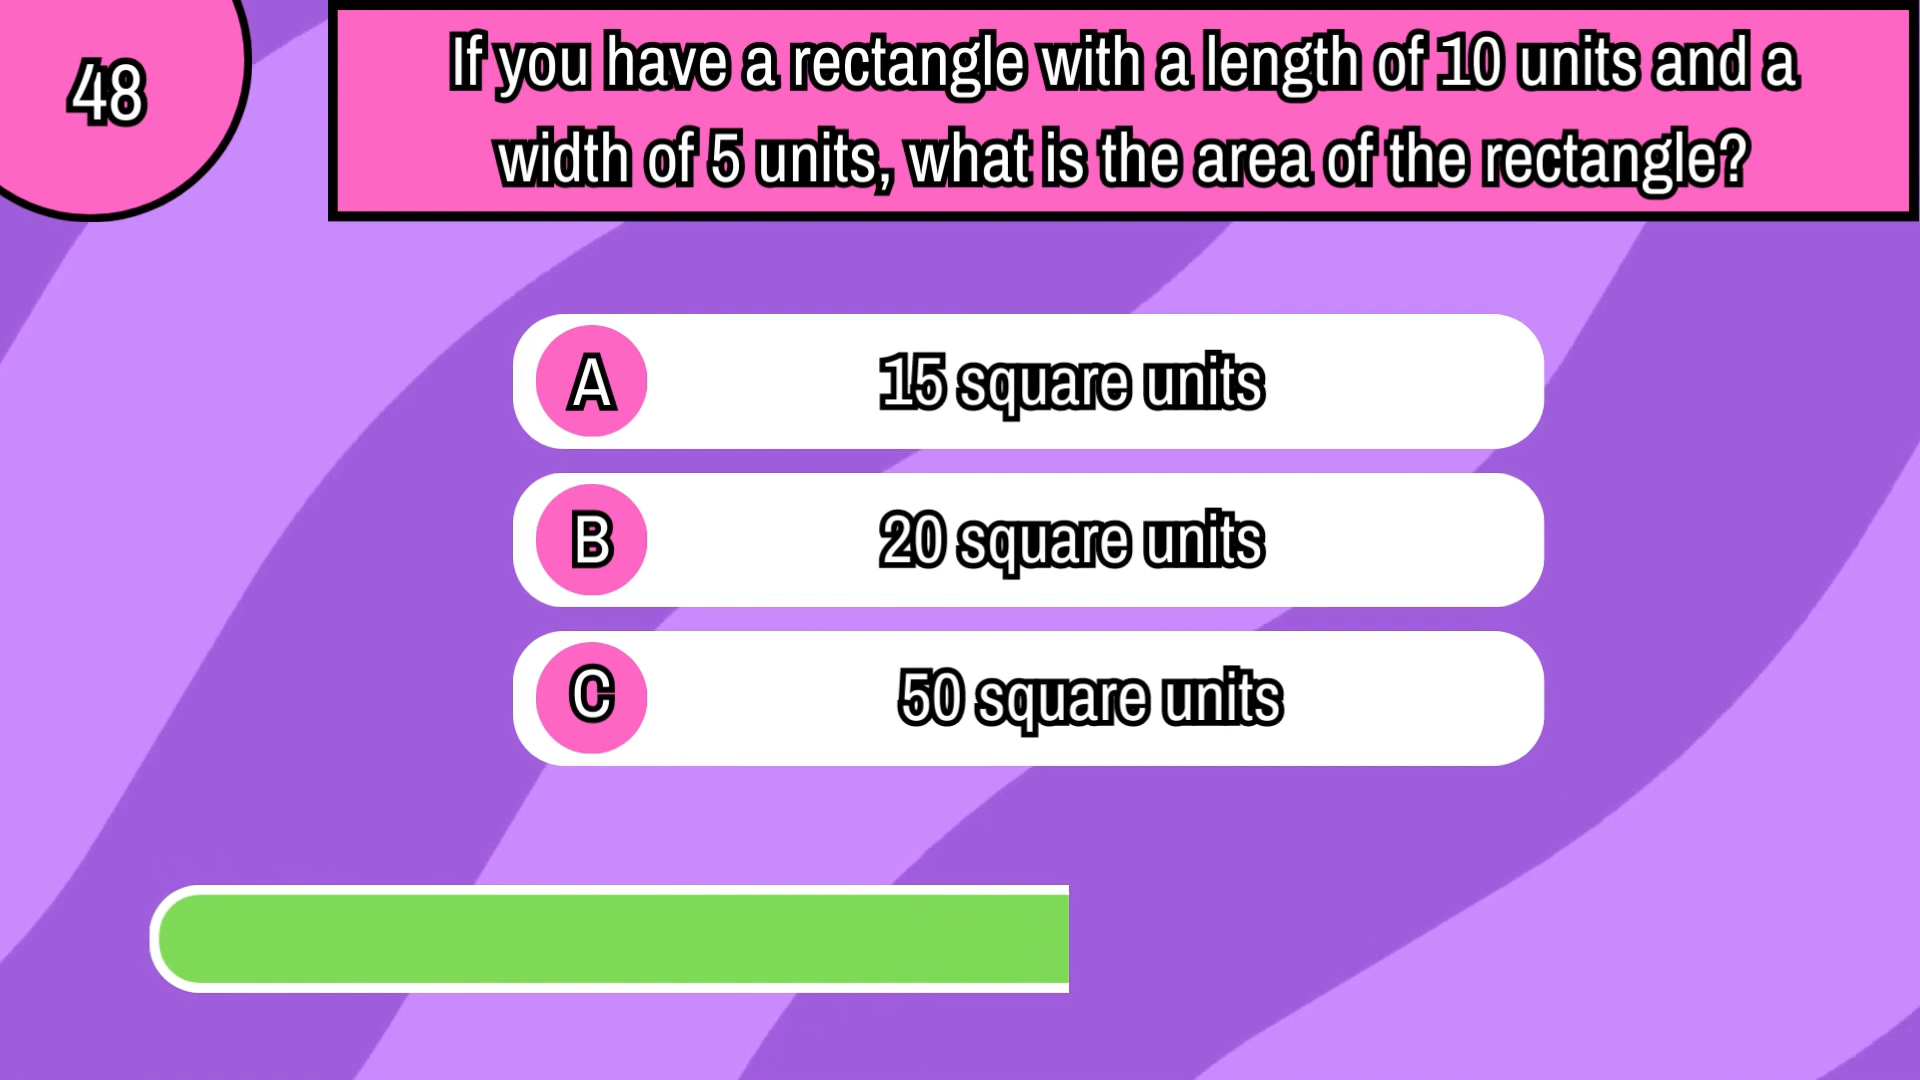 48
If you have a rectangle with a length of 10 units and a
width of 5 units, what is the area of the rectangle?
A 15 square units
B 20 square units
C 50 square units